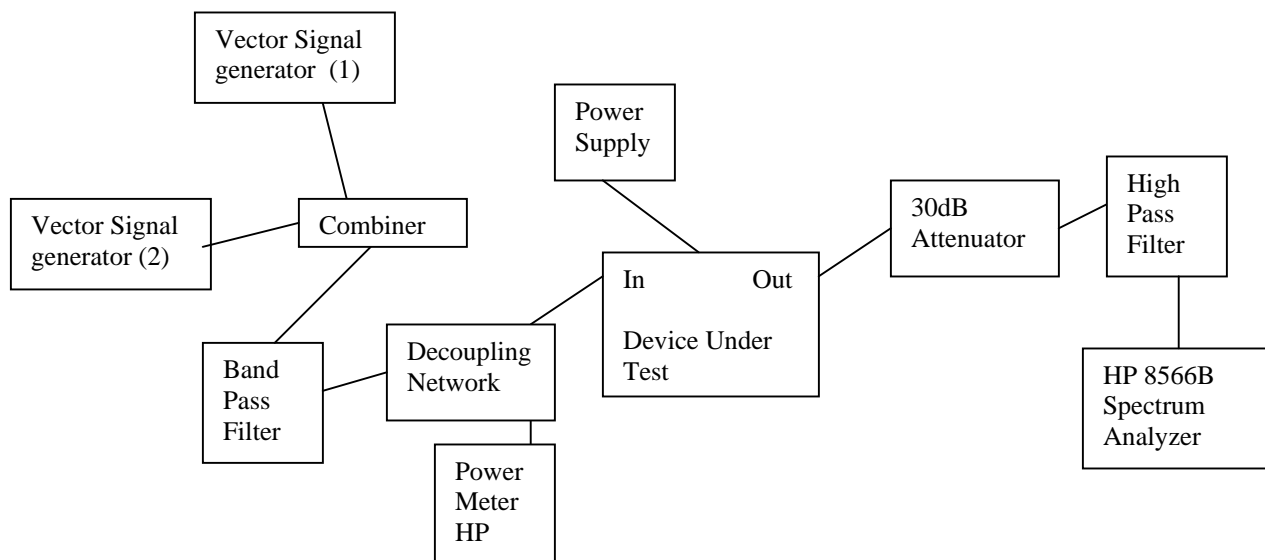 Vector Signal
generator (1)
Power
Supply
Vector Signal
generator (2)
Combiner
30dB
Attenuator
High
Pass
Filter
In Out
Device Under
Test
Band
Pass
Filter
Decoupling
Network
HP 8566B
Spectrum
Analyzer
Power
Meter
HP